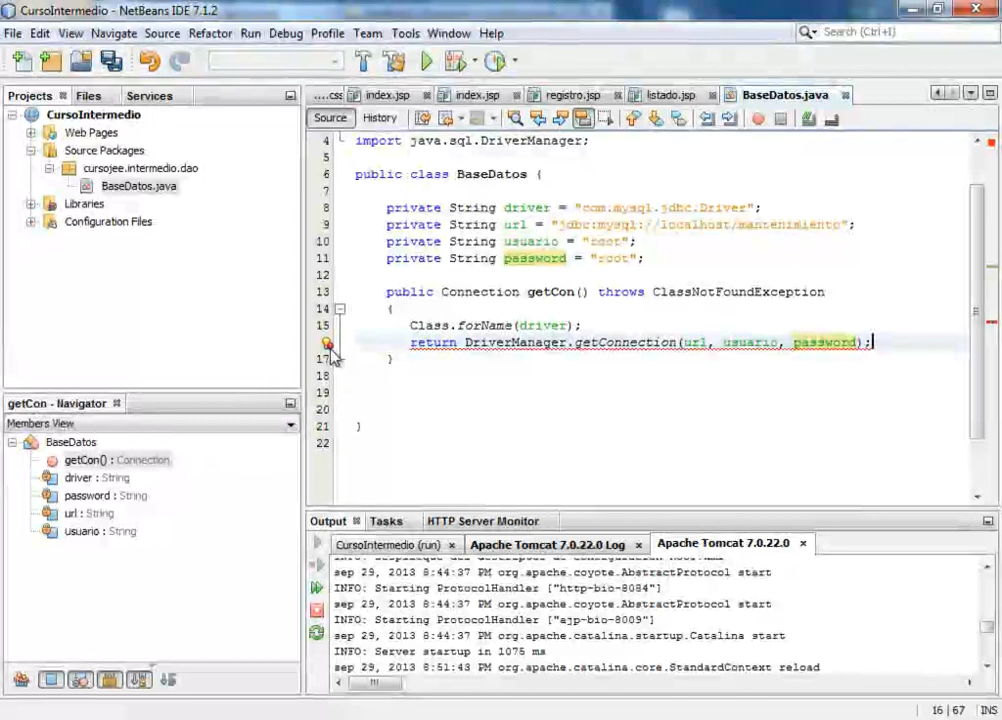 CursoIntermedio - NetBeans IDE 7.1.2
File Edit View Navigate Source Refactor Run Debug Profile Team Tools Window Help
Search (Ctrl+I)
Projects Files Services
....css index.jsp index.jsp registro.jsp listado.jsp BaseDatos.java
CursoIntermedio
Web Pages
Source Packages
cursojee.intermedio.dao
BaseDatos.java
Libraries
Configuration Files
Source History
4 import java.sql.DriverManager;
5
6 public class BaseDatos {
7
8 private String driver = "com.mysql.jdbc.Driver";
9 private String url = "jdbc:mysql://localhost/mantenimiento";
10 private String usuario = "root";
11 private String password = "root";
12
13 public Connection getCon() throws ClassNotFoundException
14 {
15 Class.forName(driver);
return DriverManager.getConnection(url, usuario, password);
17 }
18
19
20
21 }
22
getCon - Navigator
Members View
BaseDatos
getCon() : Connection
driver : String
password : String
url : String
usuario : String
Output Tasks HTTP Server Monitor
CursoIntermedio (run) Apache Tomcat 7.0.22.0 Log Apache Tomcat 7.0.22.0
sep 29, 2013 8:44:37 PM org.apache.coyote.AbstractProtocol start
INFO: Starting ProtocolHandler ["http-bio-8084"]
sep 29, 2013 8:44:37 PM org.apache.coyote.AbstractProtocol start
INFO: Starting ProtocolHandler ["ajp-bio-8009"]
sep 29, 2013 8:44:37 PM org.apache.catalina.startup.Catalina start
INFO: Server startup in 1075 ms
sep 29, 2013 8:51:43 PM org.apache.catalina.core.StandardContext reload
16 | 67 INS